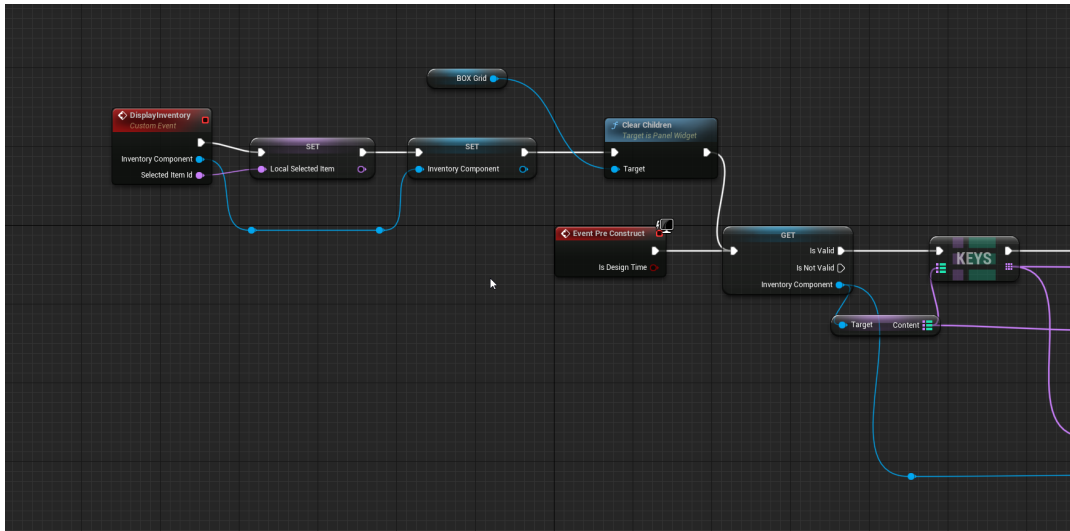 BOX Grid
DisplayInventory
Custom Event
Inventory Component
Selected Item Id
SET
Local Selected Item
SET
Inventory Component
Clear Children
Target is Panel Widget
Target
Event Pre Construct
Is Design Time
GET
Is Valid
Is Not Valid
Inventory Component
KEYS
Target Content